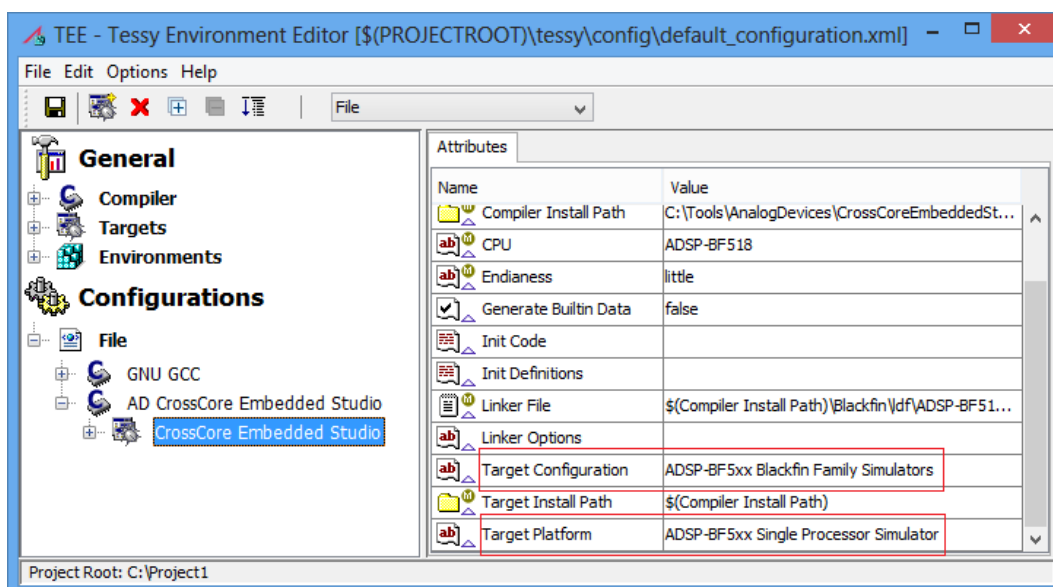 TEE - Tessy Environment Editor [$(PROJECTROOT)\tessy\config\default_configuration.xml]
File Edit Options Help
File
General
Compiler
Targets
Environments
Configurations
File
GNU GCC
AD CrossCore Embedded Studio
CrossCore Embedded Studio
Attributes
Name Value
Compiler Install Path C:\Tools\AnalogDevices\CrossCoreEmbeddedSt...
CPU ADSP-BF518
Endianess little
Generate Builtin Data false
Init Code
Init Definitions
Linker File $(Compiler Install Path)\Blackfin\ldf\ADSP-BF51...
Linker Options
Target Configuration ADSP-BF5xx Blackfin Family Simulators
Target Install Path $(Compiler Install Path)
Target Platform ADSP-BF5xx Single Processor Simulator
Project Root: C:\Project1